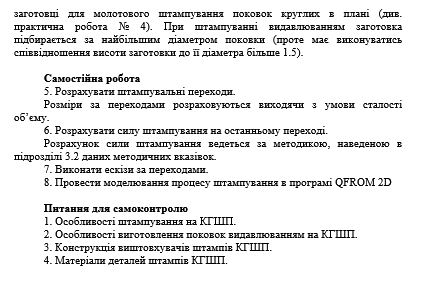 заготовці для молотового штампування поковок круглих в плані (див.
практична робота № 4). При штампуванні видавлюванням заготовка
підбирається за найбільшим діаметром поковки (проте має виконуватись
співвідношення висоти заготовки до її діаметра більше 1.5).
Самостійна робота
5. Розрахувати штампувальні переходи.
Розміри за переходами розраховуються виходячи з умови сталості
об’єму.
6. Розрахувати силу штампування на останньому переході.
Розрахунок сили штампування ведеться за методикою, наведеною в
підрозділі 3.2 даних методичних вказівок.
7. Виконати ескізи за переходами.
8. Провести моделювання процесу штампування в програмі QFROM 2D
Питання для самоконтролю
1. Особливості штампування на КГШП.
2. Особливості виготовлення поковок видавлюванням на КГШП.
3. Конструкція виштовхувачів штампів КГШП.
4. Матеріали деталей штампів КГШП.